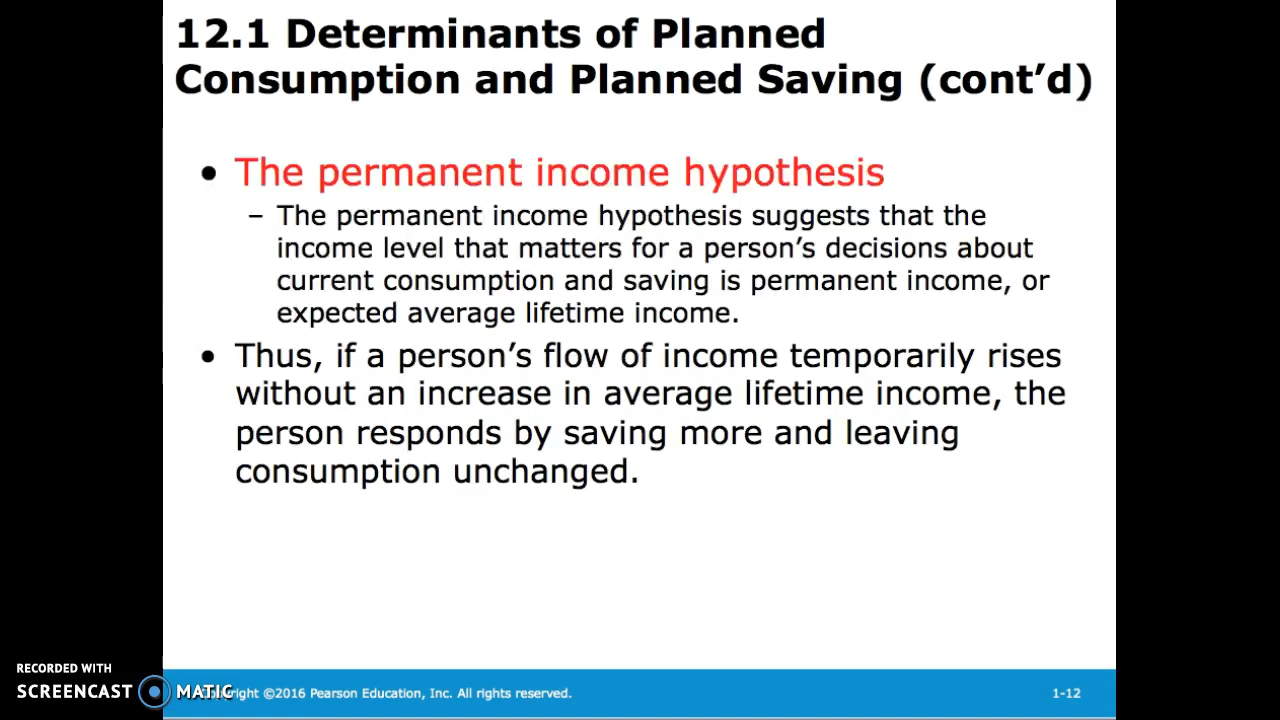 12.1 Determinants of Planned
Consumption and Planned Saving (cont’d)
• The permanent income hypothesis
– The permanent income hypothesis suggests that the
income level that matters for a person’s decisions about
current consumption and saving is permanent income, or
expected average lifetime income.
• Thus, if a person’s flow of income temporarily rises
without an increase in average lifetime income, the
person responds by saving more and leaving
consumption unchanged.
RECORDED WITH
SCREENCAST MATIC
©2016 Pearson Education, Inc. All rights reserved.
1-12